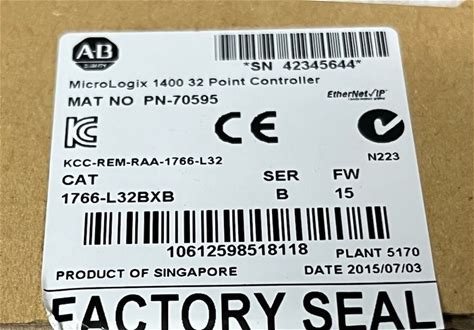 AB
QUALITY
*SN 42345644*
MicroLogix 1400 32 Point Controller
MAT NO PN-70595
EtherNet/IP
KCC-REM-RAA-1766-L32
N223
CAT SER FW
1766-L32BXB B 15
10612598518118
PLANT 5170
PRODUCT OF SINGAPORE DATE 2015/07/03
FACTORY SEAL